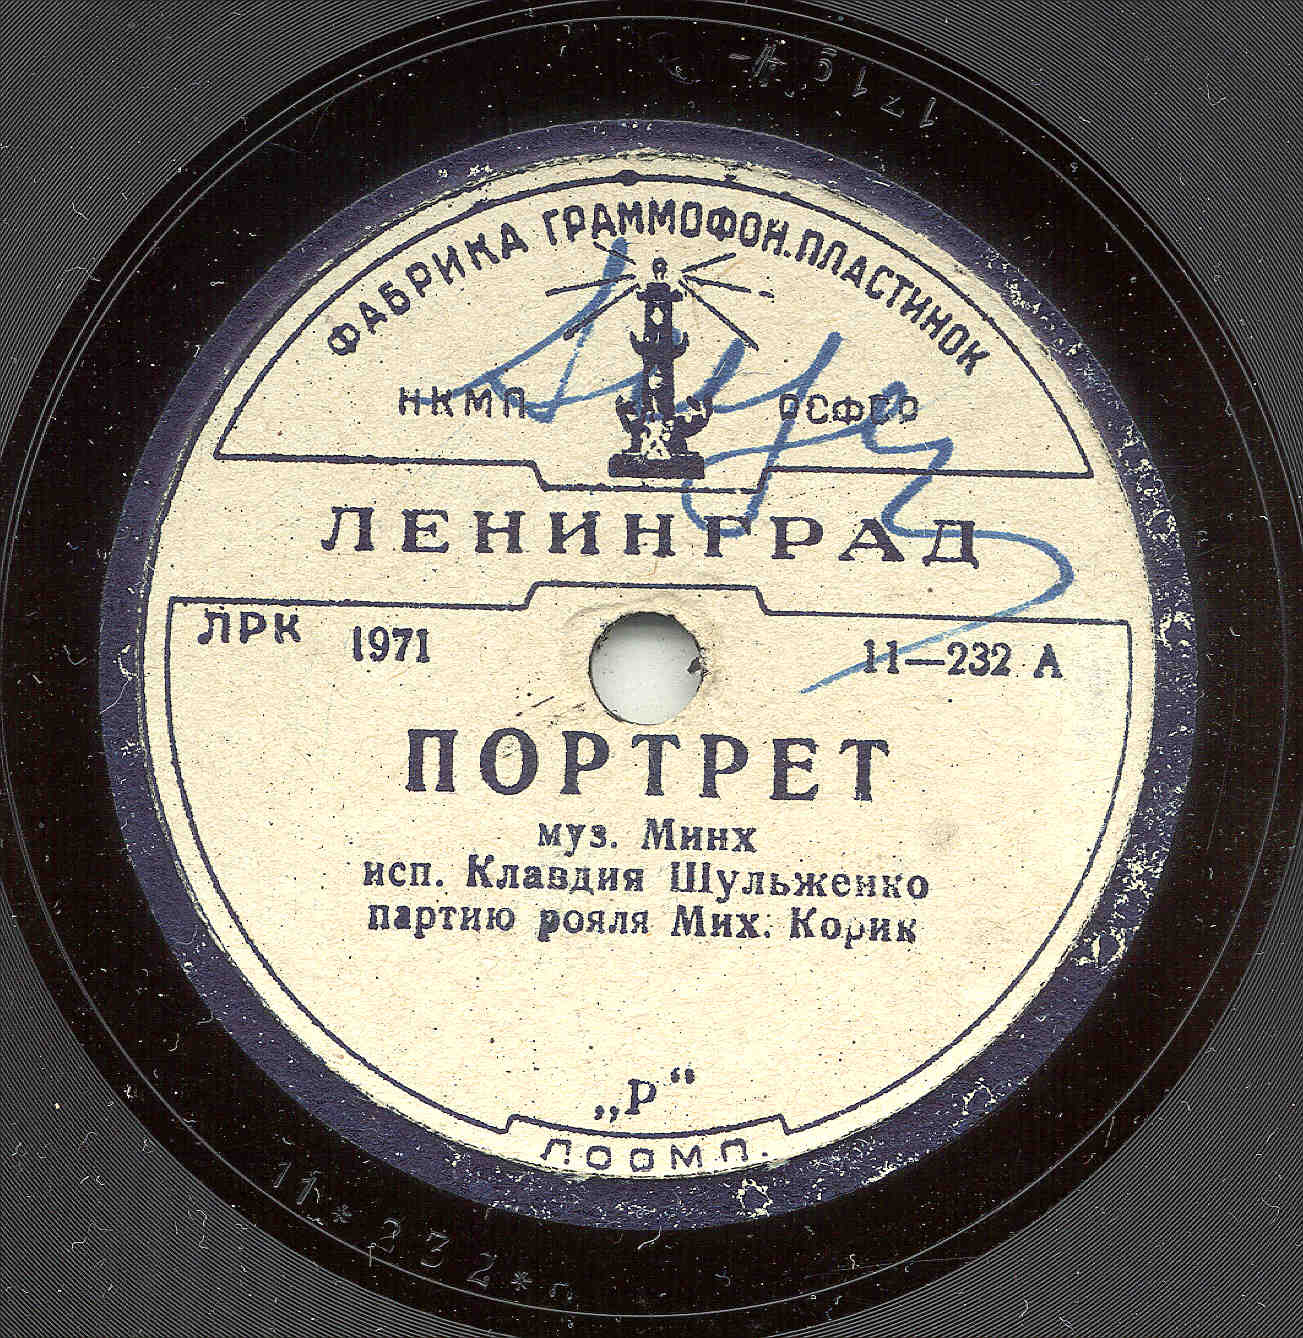 ФАБРИКА ГРАММОФОН.ПЛАСТИНОК
НКМП РСФСР
ЛЕНИНГРАД
ЛРК 1971 11—232 А
ПОРТРЕТ
муз. Минх
исп. Клавдия Шульженко
партию рояля Мих. Корик
„Р“
ЛООМП.
11*232*